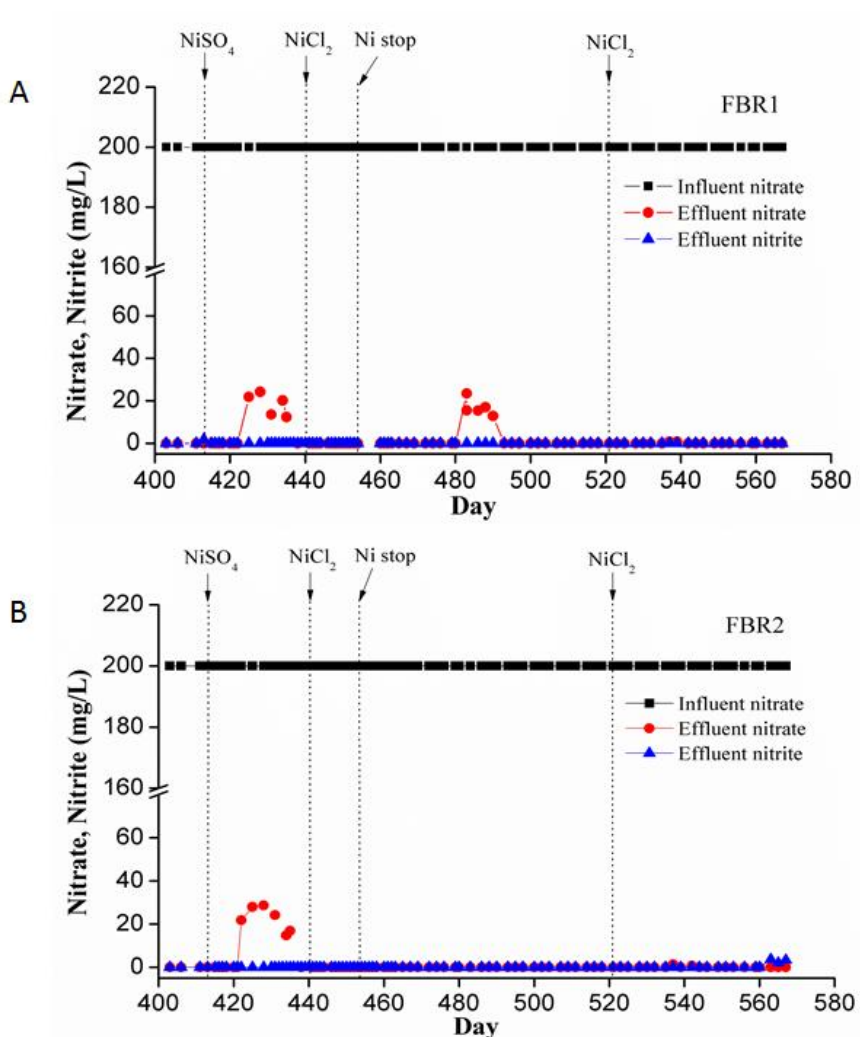 A
NiSO₄ NiCl₂ Ni stop NiCl₂
FBR1
220
200
180
160
60
40
20
0
Nitrate, Nitrite (mg/L)
Influent nitrate
Effluent nitrate
Effluent nitrite
400 420 440 460 480 500 520 540 560 580
Day
B
NiSO₄ NiCl₂ Ni stop NiCl₂
FBR2
220
200
180
160
60
40
20
0
Nitrate, Nitrite (mg/L)
Influent nitrate
Effluent nitrate
Effluent nitrite
400 420 440 460 480 500 520 540 560 580
Day